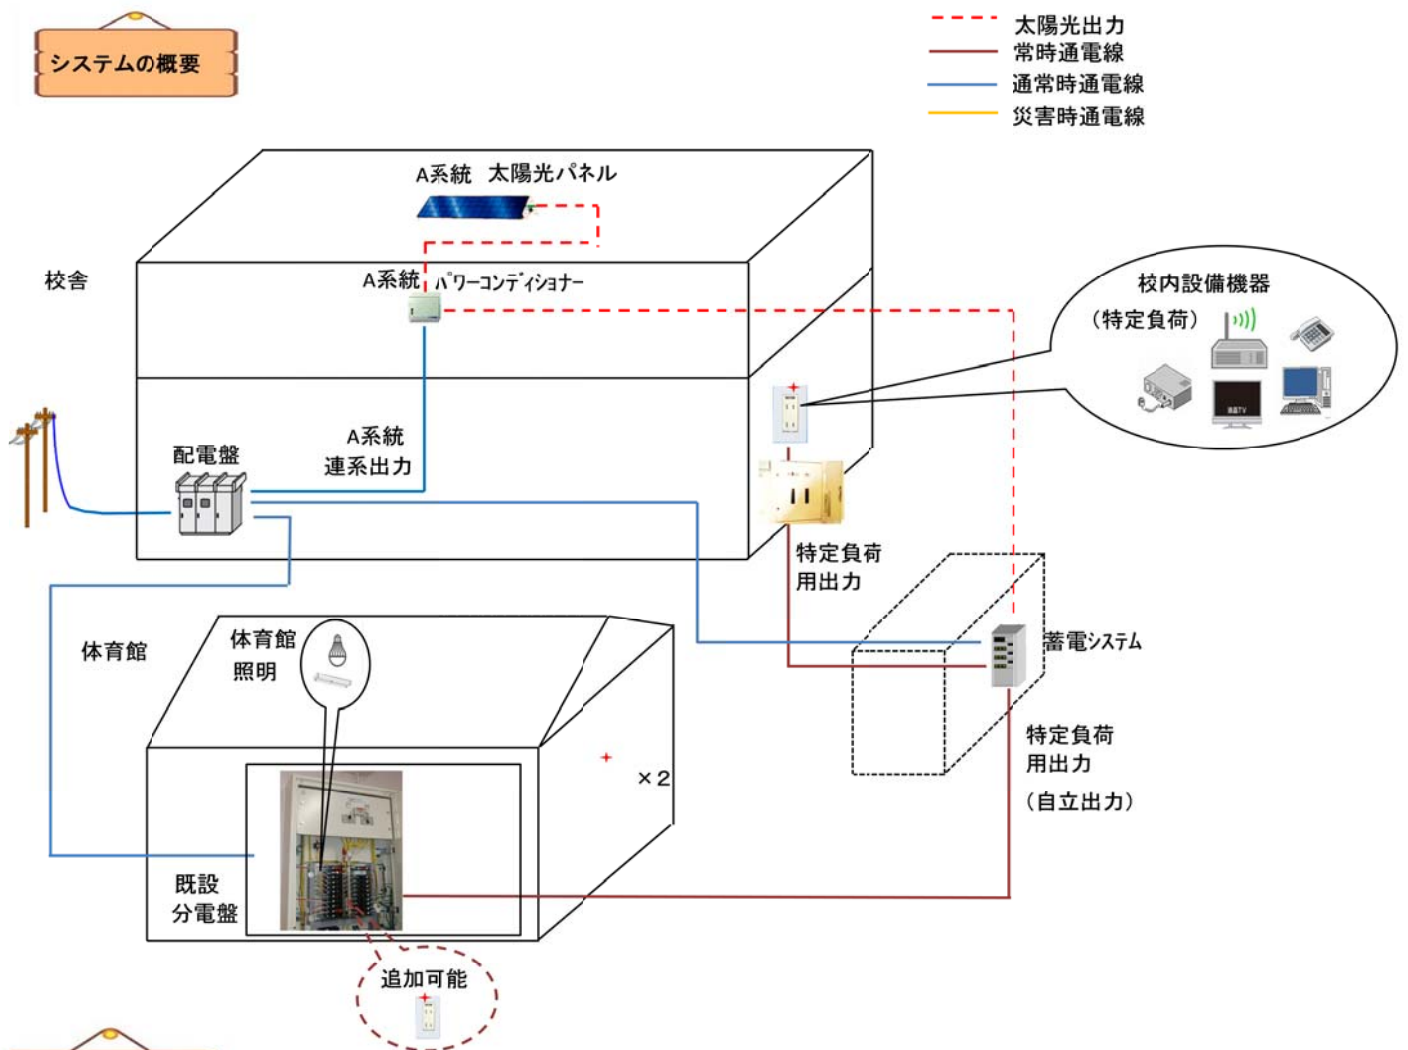 システムの概要
太陽光出力
常時通電線
通常時通電線
災害時通電線
A系統 太陽光パネル
校舎
A系統 パワーコンディショナー
校内設備機器
（特定負荷）
液晶TV
A系統
連系出力
配電盤
特定負荷
用出力
体育館
体育館
照明
蓄電システム
特定負荷
用出力
（自立出力）
×2
既設
分電盤
追加可能